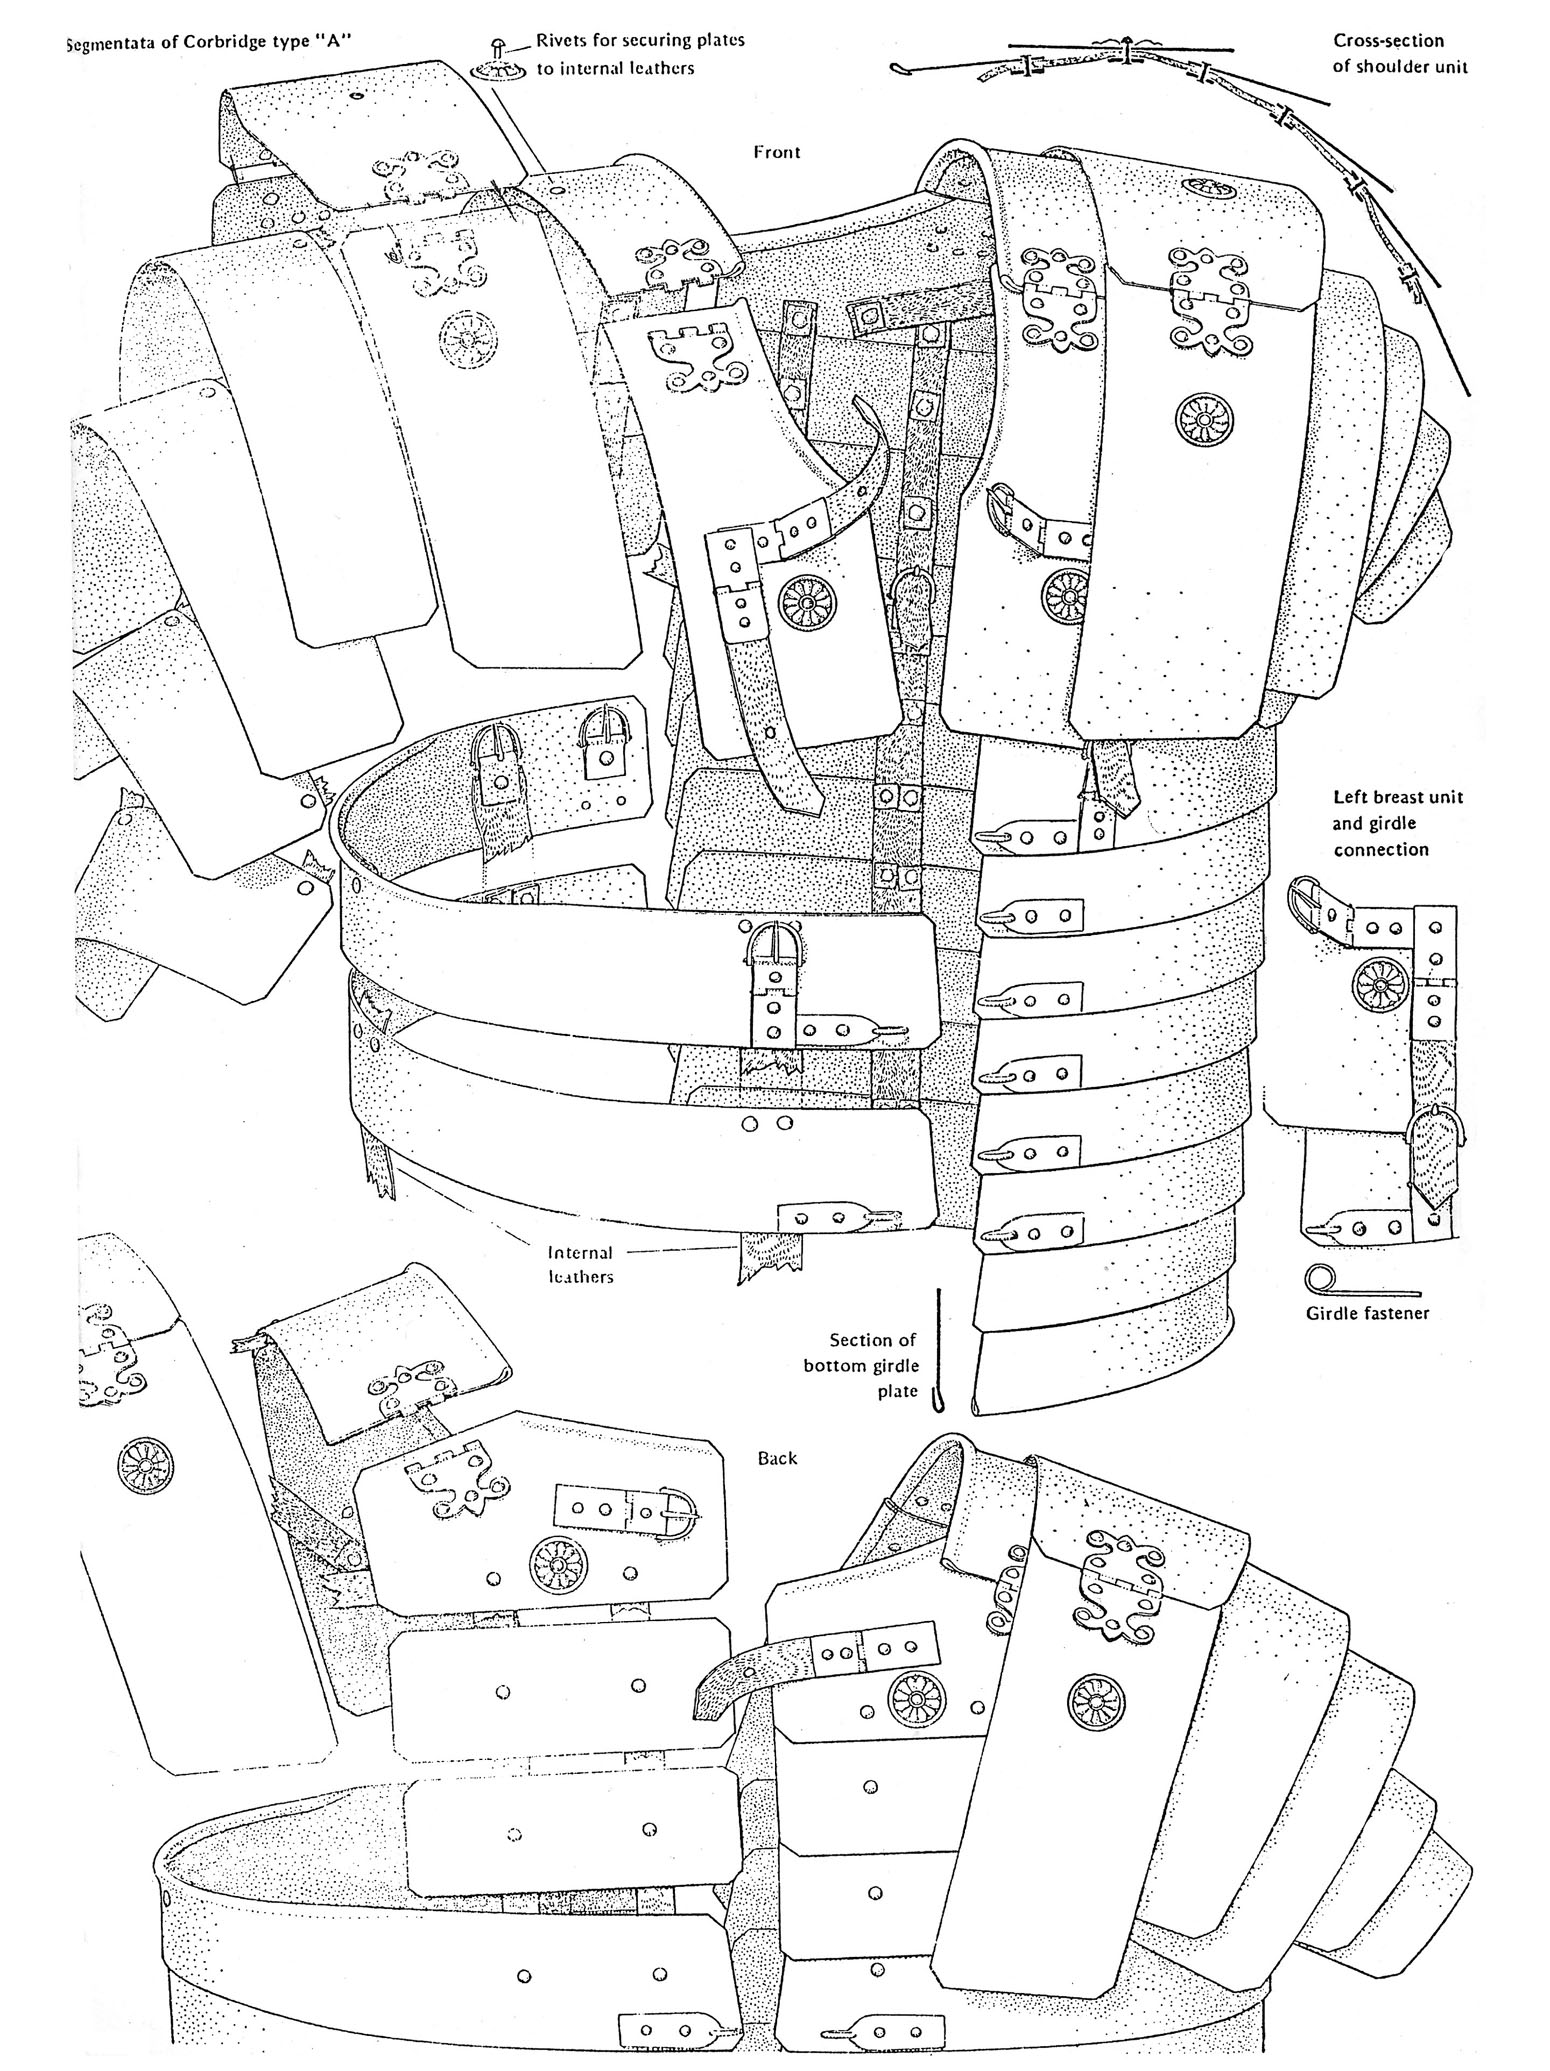 Segmentata of Corbridge type "A"
Rivets for securing plates
to internal leathers
Cross-section
of shoulder unit
Front
Left breast unit
and girdle
connection
Internal
leathers
Girdle fastener
Section of
bottom girdle
plate
Back